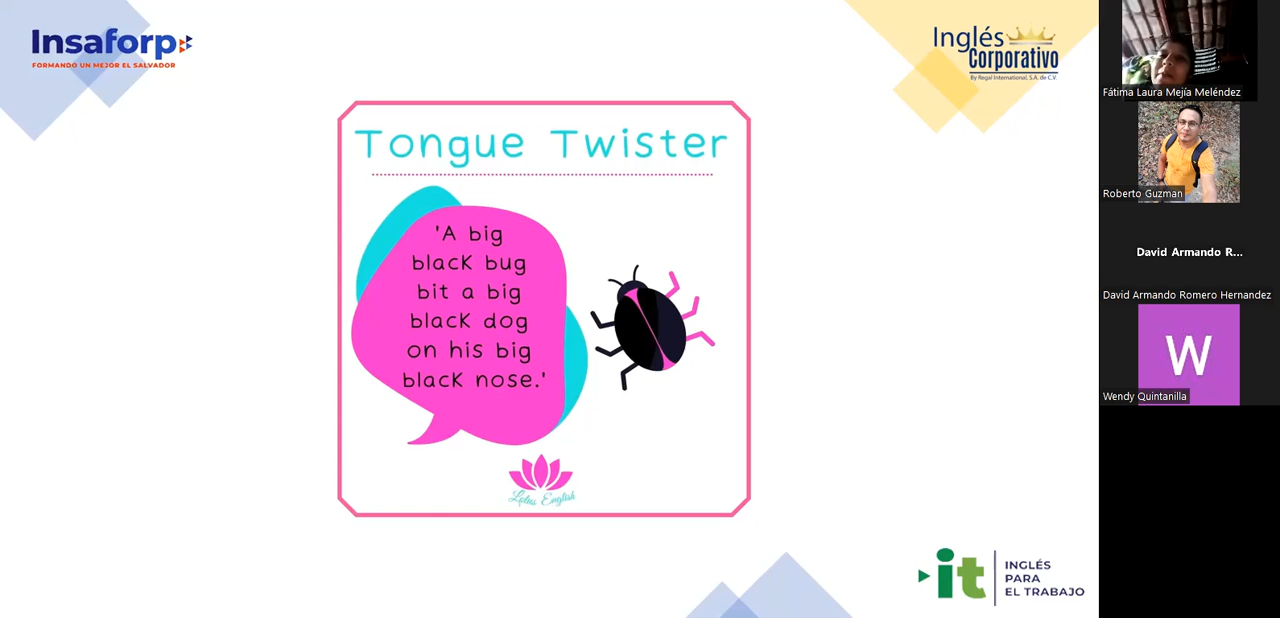 Insaforp
FORMANDO UN MEJOR EL SALVADOR
Inglés
Corporativo
By Regal International, S.A. de C.V.
Tongue Twister
'A big
black bug
bit a big
black dog
on his big
black nose.'
Lotus English
it
INGLÉS
PARA
EL TRABAJO
Fátima Laura Mejía Meléndez
Roberto Guzman
David Armando R...
David Armando Romero Hernandez
W
Wendy Quintanilla